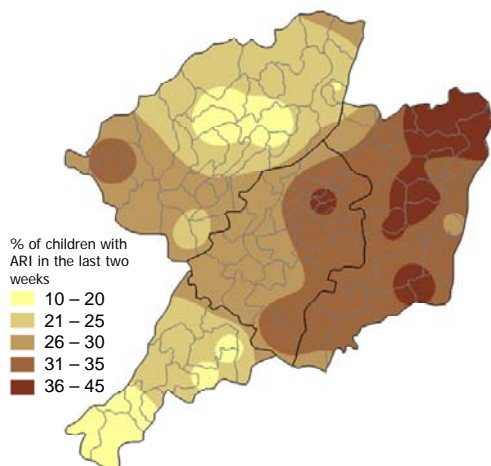 % of children with
ARI in the last two
weeks
10 – 20
21 – 25
26 – 30
31 – 35
36 – 45